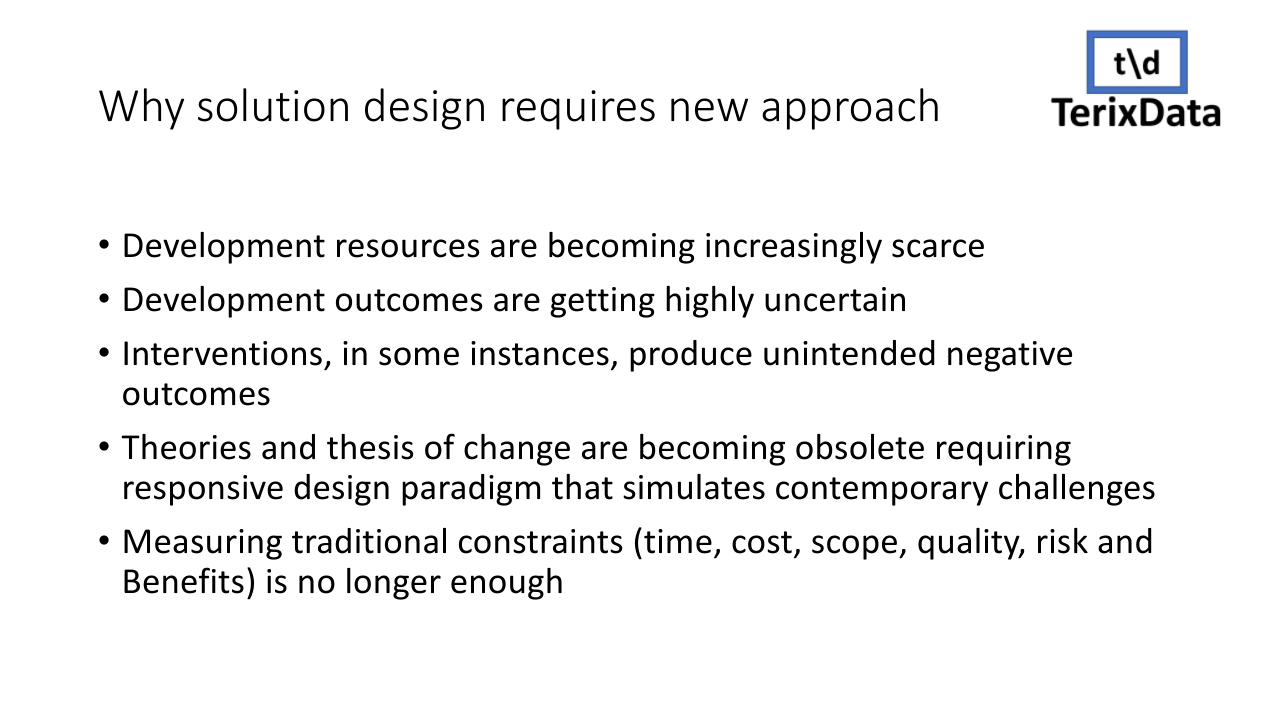 t\d
TerixData
Why solution design requires new approach
• Development resources are becoming increasingly scarce
• Development outcomes are getting highly uncertain
• Interventions, in some instances, produce unintended negative
outcomes
• Theories and thesis of change are becoming obsolete requiring
responsive design paradigm that simulates contemporary challenges
• Measuring traditional constraints (time, cost, scope, quality, risk and
Benefits) is no longer enough